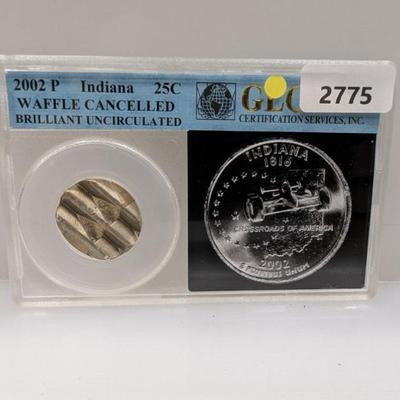 2002 P Indiana 25C
WAFFLE CANCELLED
BRILLIANT UNCIRCULATED
CERTIFICATION SERVICES, INC.
2775
INDIANA
1816
CROSSROADS OF AMERICA
2002
E PLURIBUS UNUM